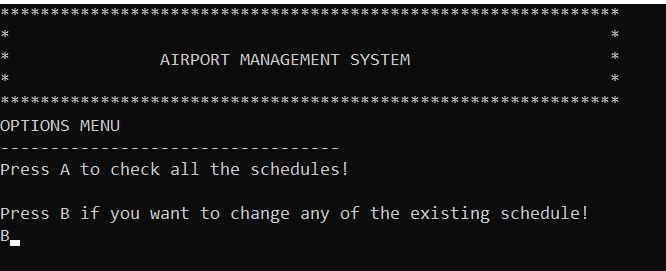 **************************************************************
*                                                            *
*               AIRPORT MANAGEMENT SYSTEM                    *
*                                                            *
**************************************************************
OPTIONS MENU
----------------------------------
Press A to check all the schedules!
Press B if you want to change any of the existing schedule!
B